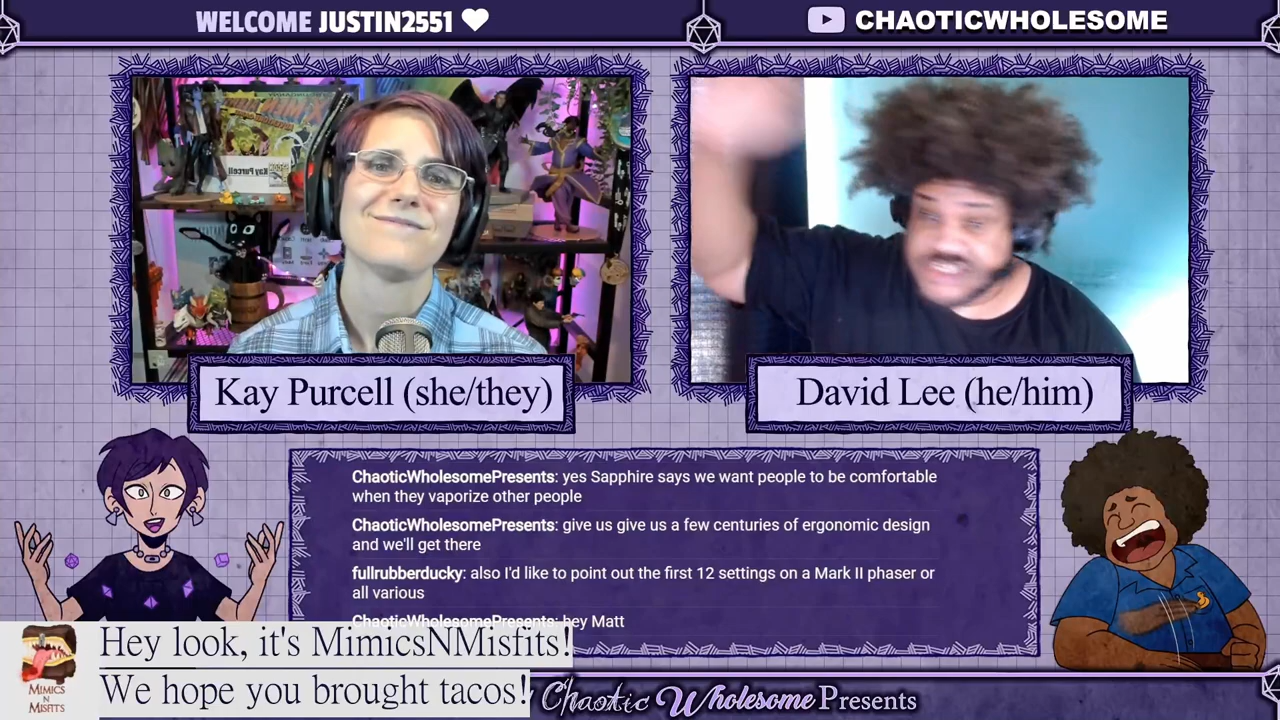 WELCOME JUSTIN2551
CHAOTICWHOLESOME
Kay Purcell (she/they)
David Lee (he/him)
ChaoticWholesomePresents: yes Sapphire says we want people to be comfortable
when they vaporize other people
ChaoticWholesomePresents: give us give us a few centuries of ergonomic design
and we'll get there
fullrubberducky: also I'd like to point out the first 12 settings on a Mark II phaser or
all various
ChaoticWholesomePresents: hey Matt
Hey look, it's MimicsNMisfits!
We hope you brought tacos!
MIMICS
N
MISFITS
Chaotic Wholesome Presents